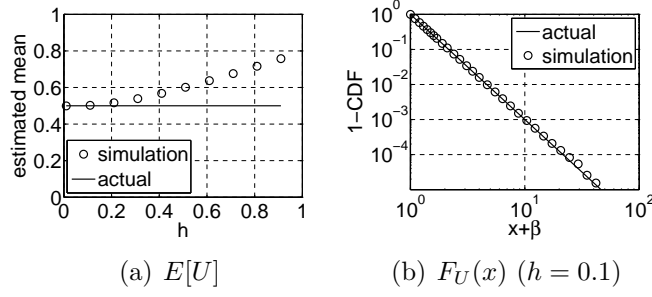 estimated mean
1
0.8
0.6
0.4
0.2
0
0 0.2 0.4 0.6 0.8 1
h
simulation
actual
(a) E[U]
1−CDF
10^0
10^−1
10^−2
10^−3
10^−4
10^0 10^1 10^2
x+β
actual
simulation
(b) F_U(x) (h = 0.1)